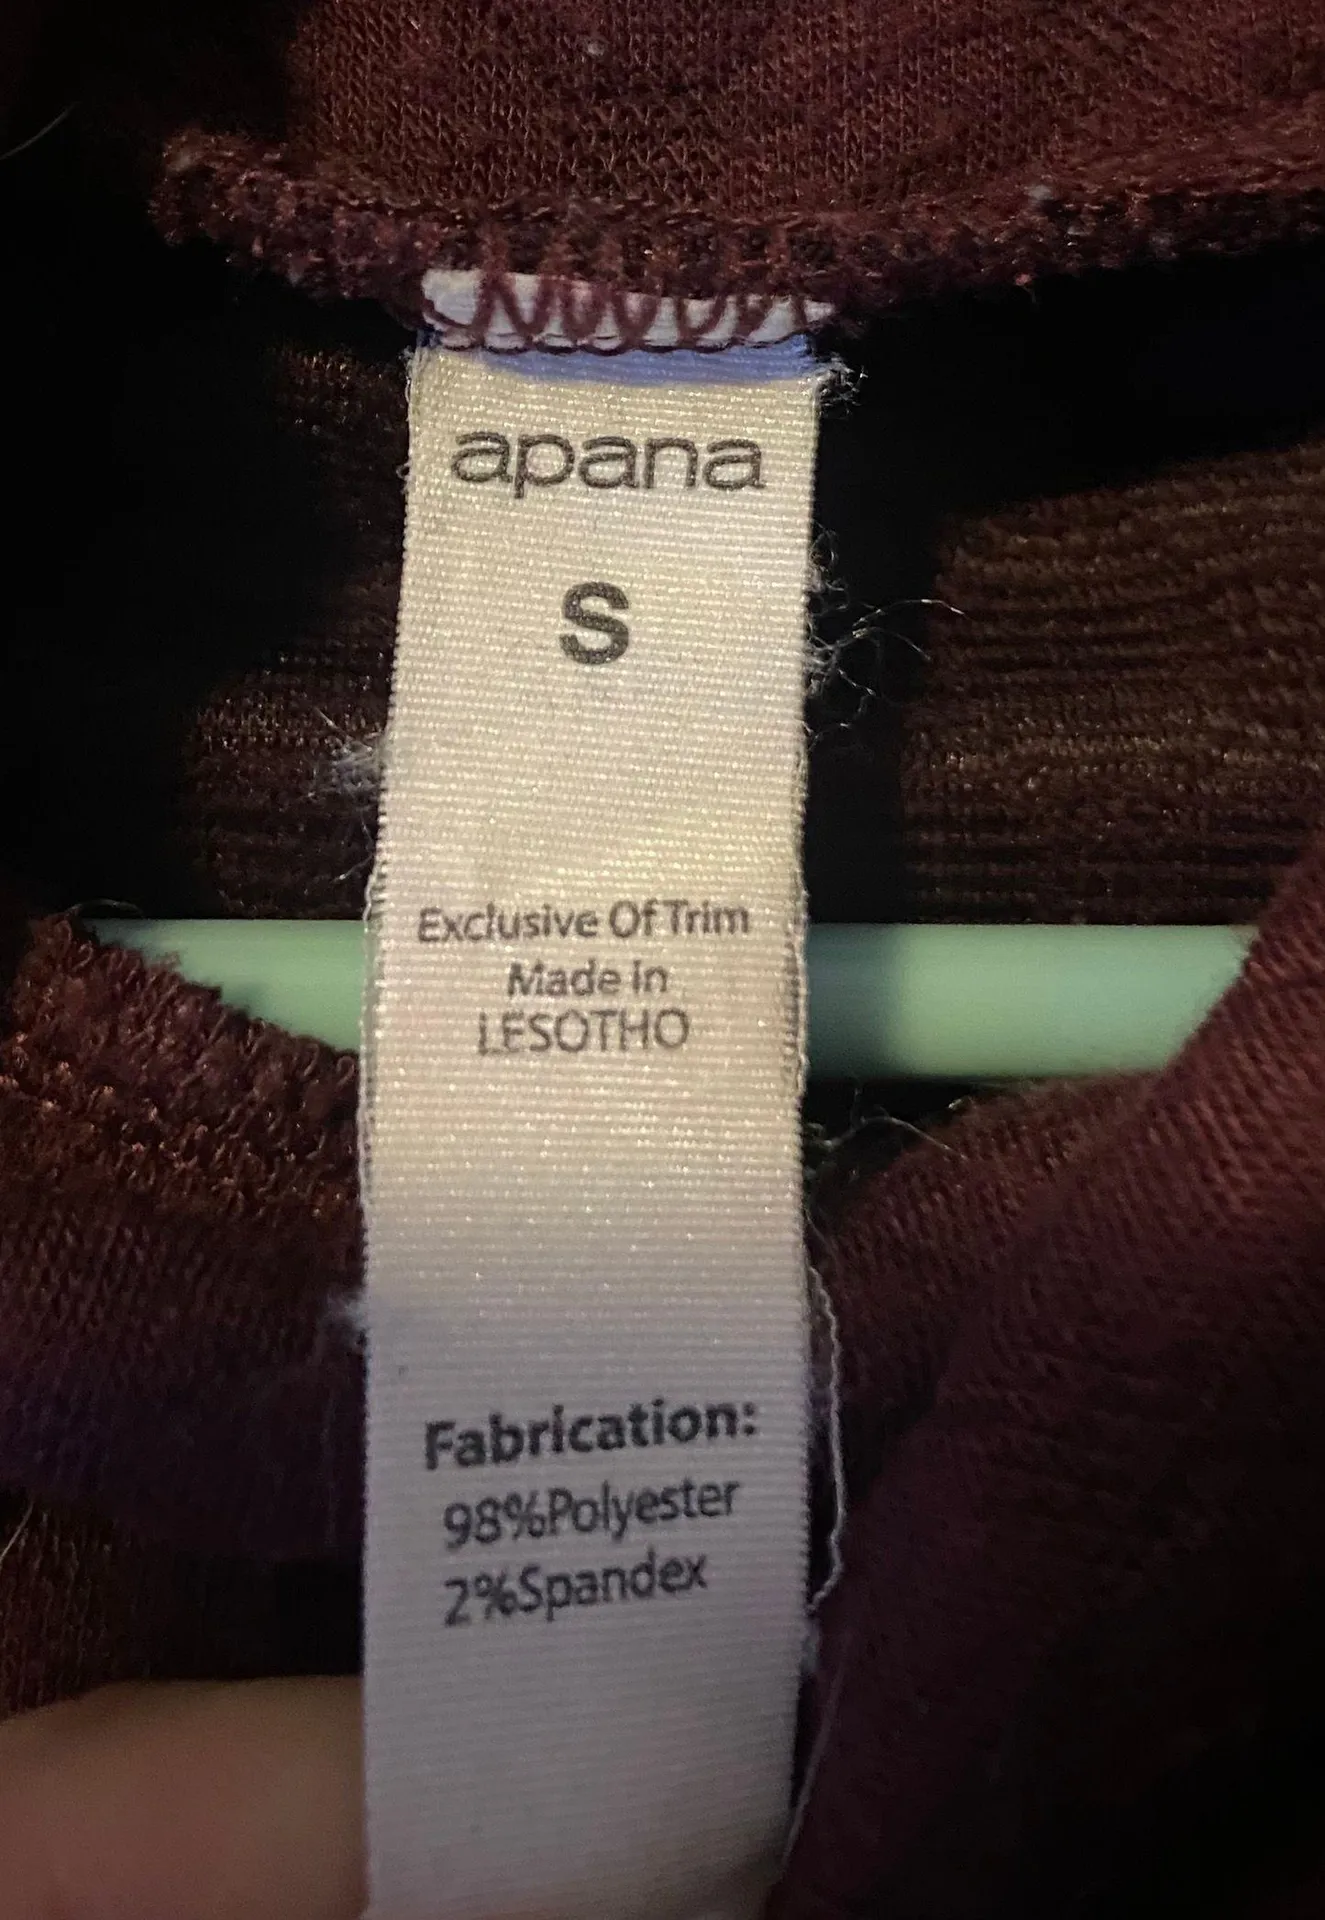 apana
S
Exclusive Of Trim
Made in
LESOTHO
Fabrication:
98%Polyester
2%Spandex